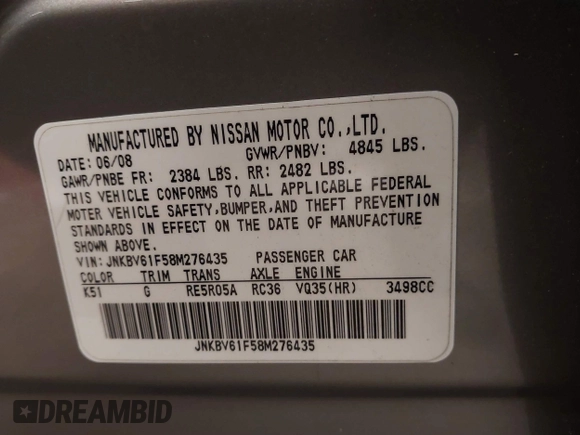 MANUFACTURED BY NISSAN MOTOR CO.,LTD.
DATE: 06/08 GVWR/PNBV: 4845 LBS.
GAWR/PNBE FR: 2384 LBS. RR: 2482 LBS.
THIS VEHICLE CONFORMS TO ALL APPLICABLE FEDERAL
MOTER VEHICLE SAFETY,BUMPER,AND THEFT PREVENTION
STANDARDS IN EFFECT ON THE DATE OF MANUFACTURE
SHOWN ABOVE.
VIN:JNKBV61F58M276435 PASSENGER CAR
COLOR TRIM TRANS AXLE ENGINE
K51 G RE5R05A RC36 VQ35(HR) 3498CC
JNKBV61F58M276435
DREAMBID